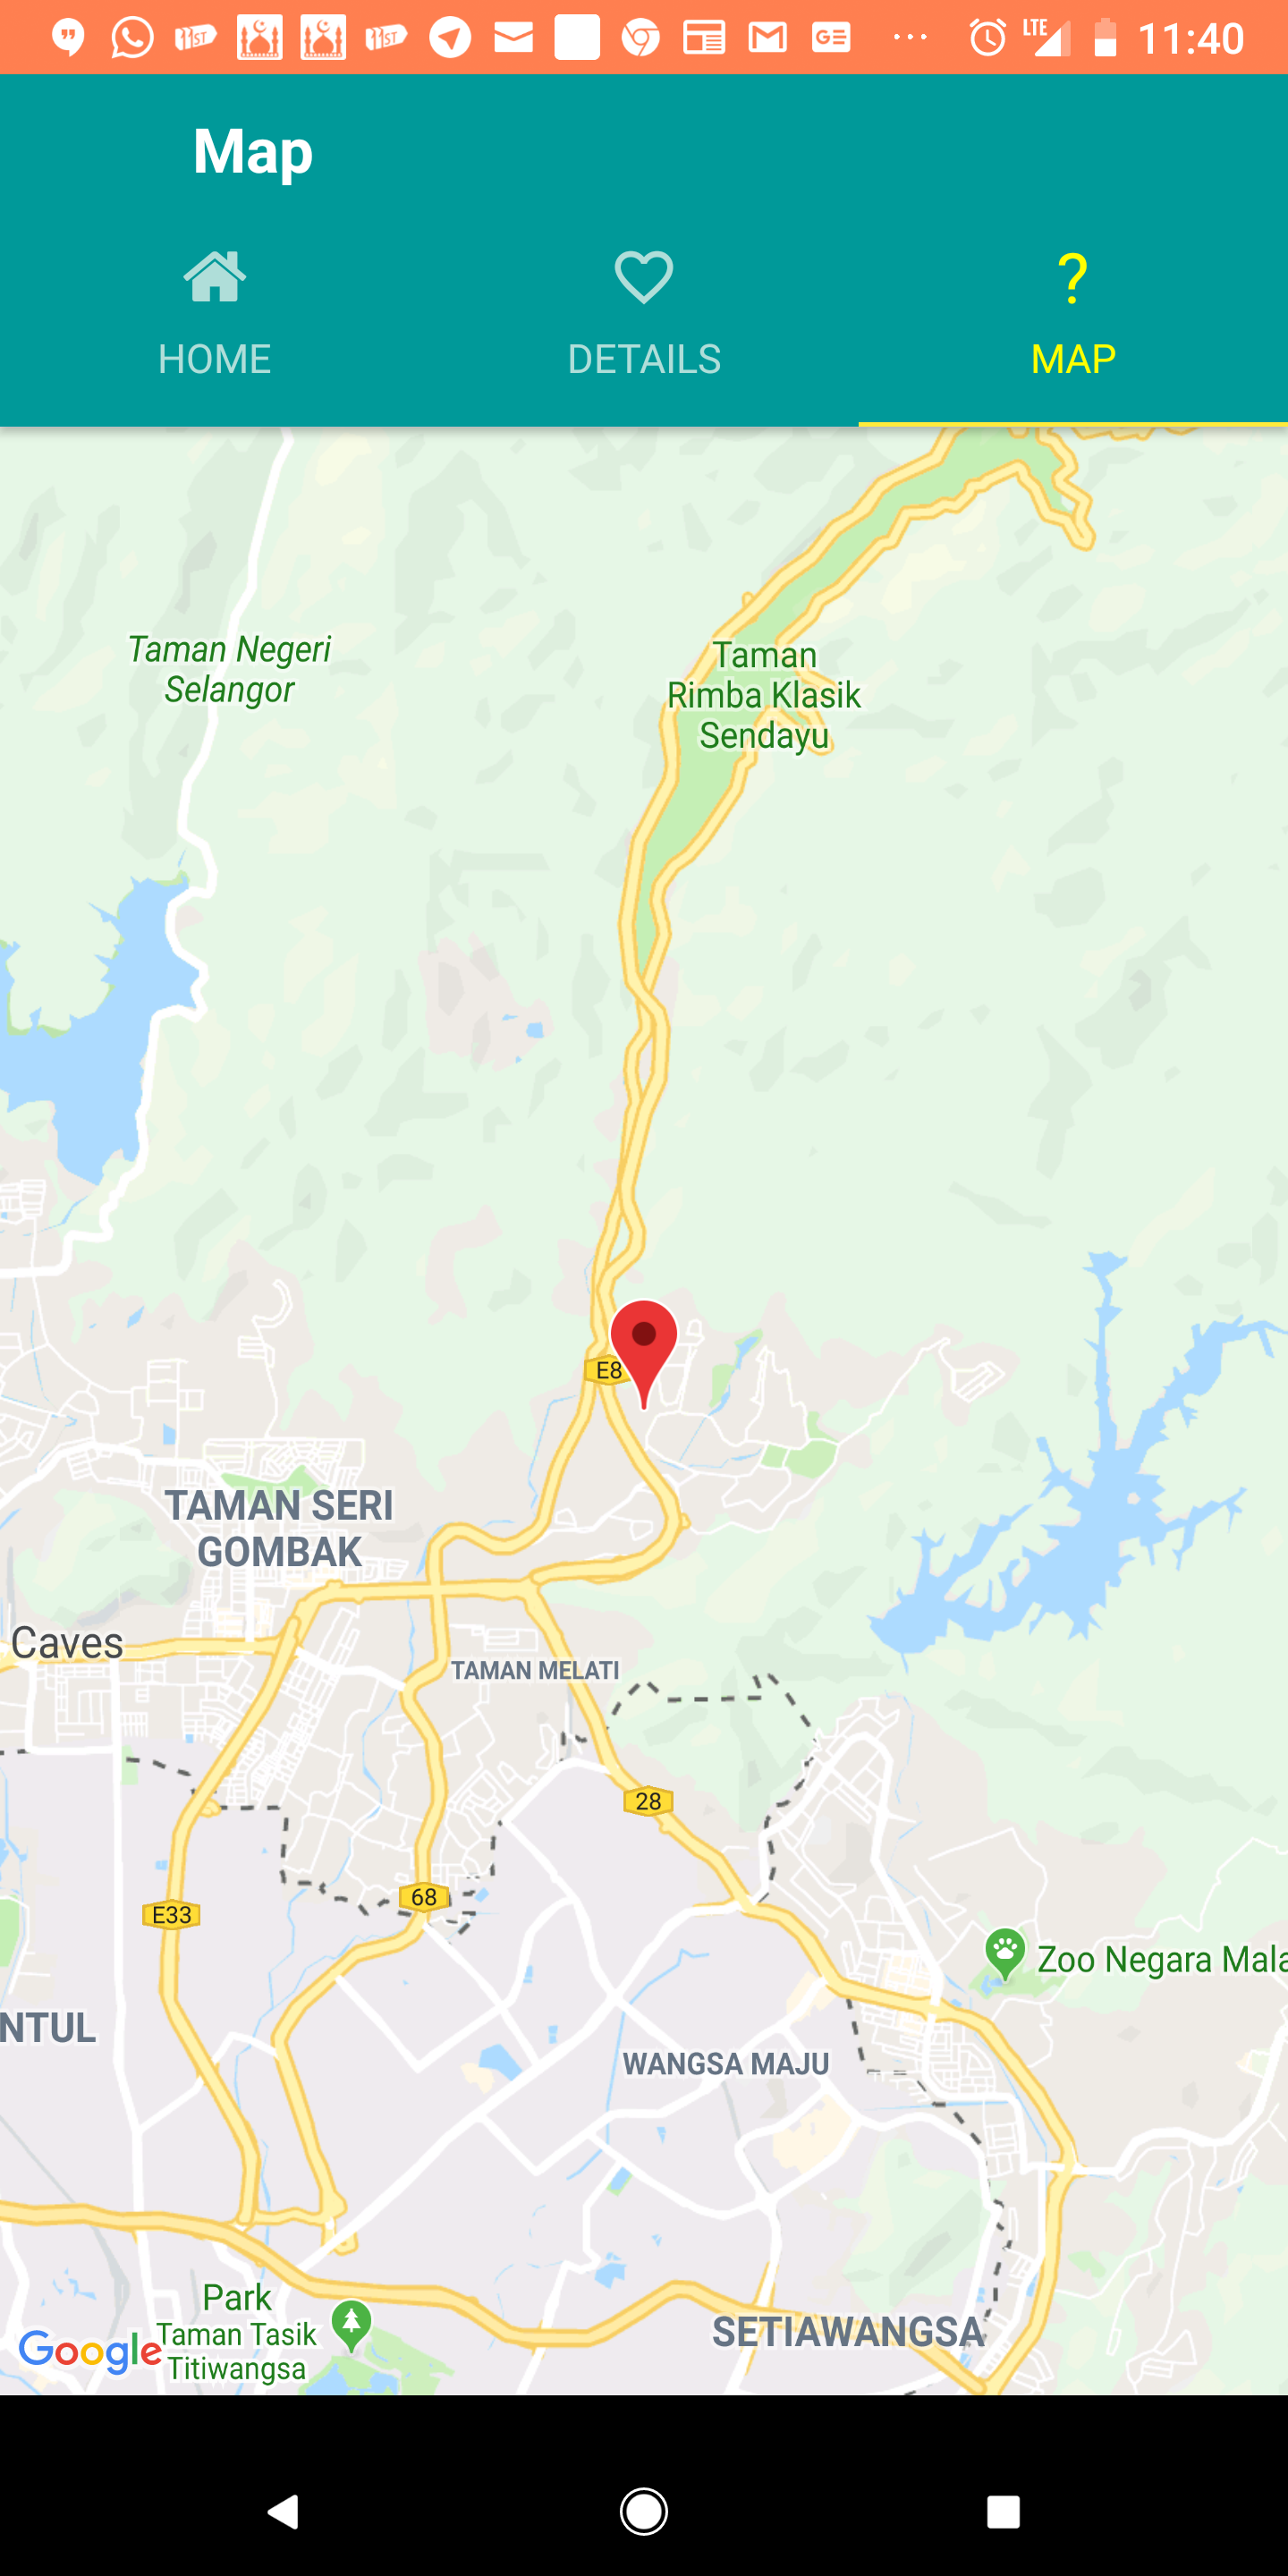 LTE 11:40
Map
HOME DETAILS ? MAP
Taman Negeri
Selangor
Taman
Rimba Klasik
Sendayu
E8
TAMAN SERI
GOMBAK
Caves
TAMAN MELATI
28
68
E33
Zoo Negara Mala
NTUL
WANGSA MAJU
Park
Taman Tasik
Titiwangsa
SETIAWANGSA
Google